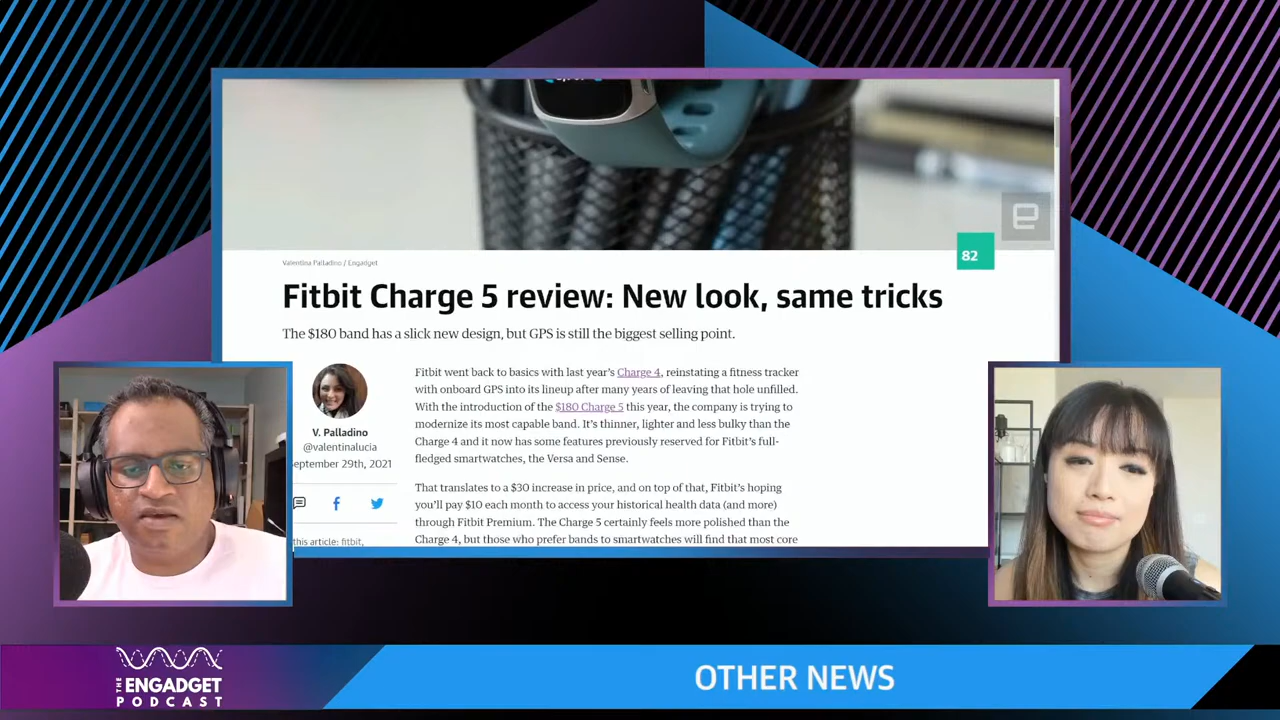 Valentina Palladino / Engadget
82
Fitbit Charge 5 review: New look, same tricks
The $180 band has a slick new design, but GPS is still the biggest selling point.
V. Palladino
@valentinalucia
eptember 29th, 2021
this article: fitbit,
Fitbit went back to basics with last year's Charge 4, reinstating a fitness tracker
with onboard GPS into its lineup after many years of leaving that hole unfilled.
With the introduction of the $180 Charge 5 this year, the company is trying to
modernize its most capable band. It's thinner, lighter and less bulky than the
Charge 4 and it now has some features previously reserved for Fitbit's full-
fledged smartwatches, the Versa and Sense.
That translates to a $30 increase in price, and on top of that, Fitbit's hoping
you'll pay $10 each month to access your historical health data (and more)
through Fitbit Premium. The Charge 5 certainly feels more polished than the
Charge 4, but those who prefer bands to smartwatches will find that most core
THE ENGADGET
PODCAST
OTHER NEWS